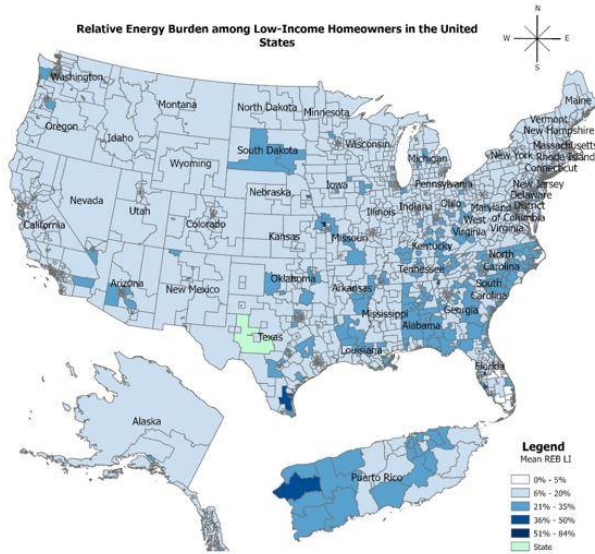 Relative Energy Burden among Low-Income Homeowners in the United
States
N
W E
S
Washington
Montana
North Dakota
Minnesota
Maine
Oregon
Idaho
Wyoming
South Dakota
Wisconsin
Michigan
Vermont
New Hampshire
New York
Massachusetts
Rhode Island
Connecticut
Nevada
Utah
Colorado
Nebraska
Iowa
Illinois
Indiana
Ohio
Pennsylvania
New Jersey
Delaware
Maryland
District
of Columbia
West
Virginia
Virginia
California
Kansas
Missouri
Kentucky
Arizona
New Mexico
Oklahoma
Arkansas
Tennessee
North
Carolina
South
Carolina
Texas
Louisiana
Mississippi
Alabama
Georgia
Florida
Alaska
Puerto Rico
Legend
Mean REB LI
0% - 5%
6% - 20%
21% - 35%
36% - 50%
51% - 84%
State